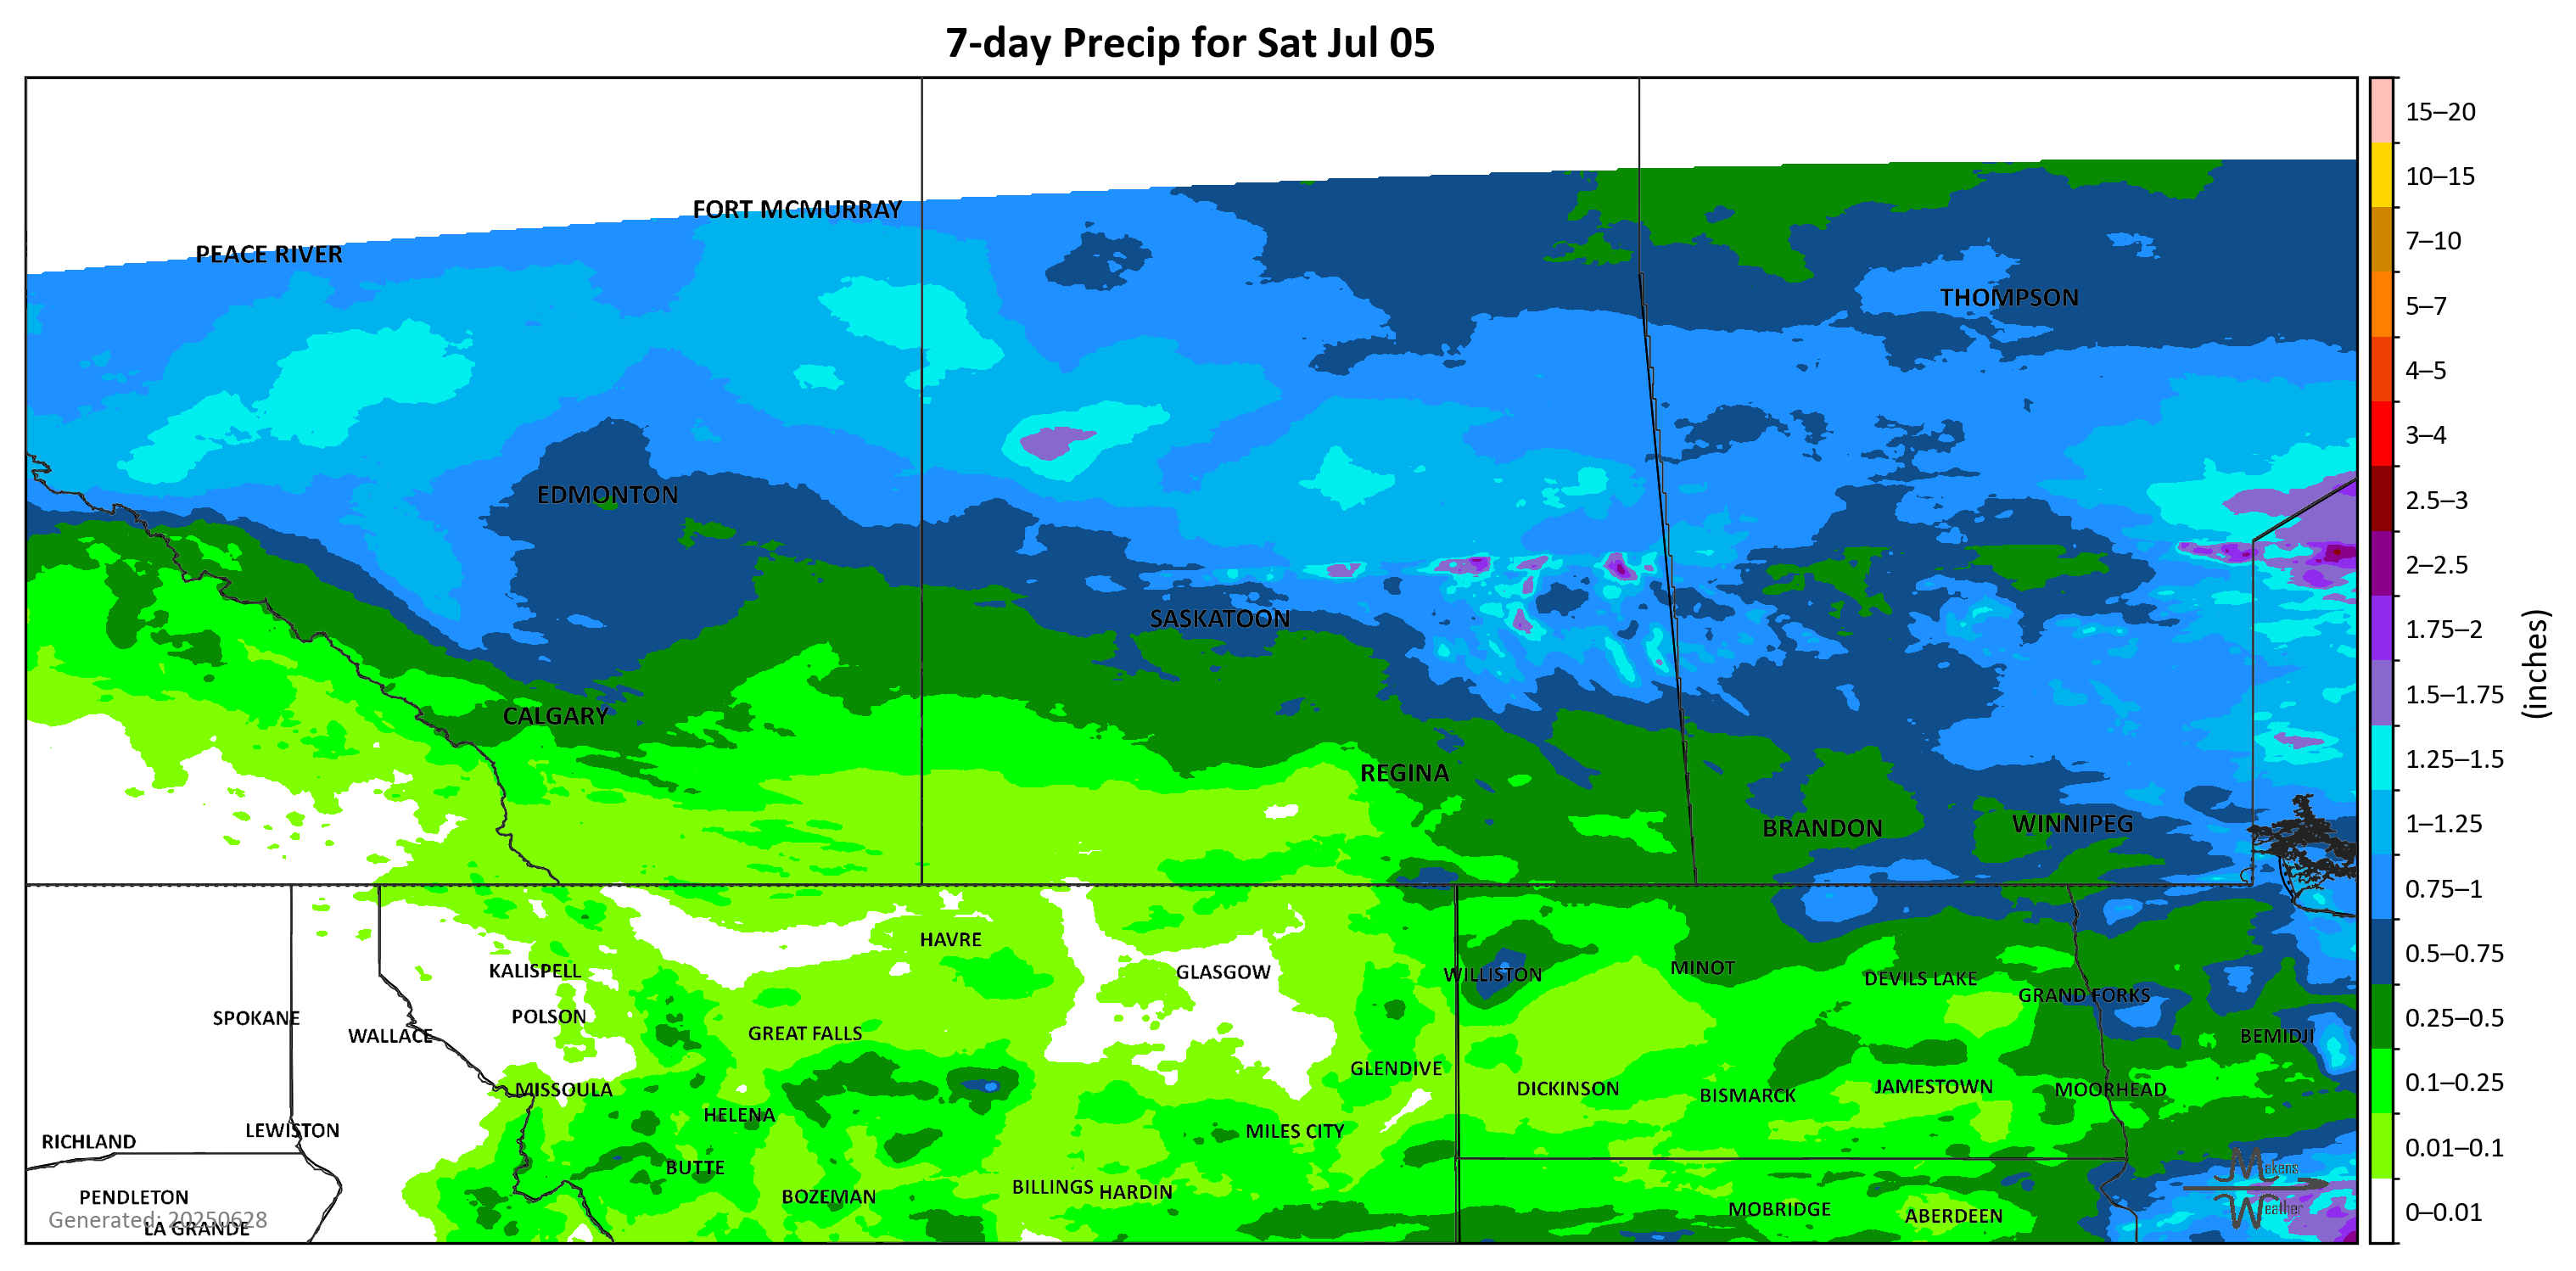 7-day Precip for Sat Jul 05
FORT MCMURRAY
PEACE RIVER
THOMPSON
EDMONTON
SASKATOON
CALGARY
REGINA
BRANDON
WINNIPEG
HAVRE
KALISPELL
GLASGOW
WILLISTON
MINOT
DEVILS LAKE
GRAND FORKS
SPOKANE
POLSON
WALLACE
GREAT FALLS
BEMIDJI
GLENDIVE
MISSOULA
DICKINSON
BISMARCK
JAMESTOWN
MOORHEAD
HELENA
RICHLAND
LEWISTON
MILES CITY
BUTTE
PENDLETON
BOZEMAN
BILLINGS
HARDIN
MOBRIDGE
ABERDEEN
Generated: 20250628
LA GRANDE
Mekens
Weather
15–20
10–15
7–10
5–7
4–5
3–4
2.5–3
2–2.5
1.75–2
1.5–1.75
1.25–1.5
1–1.25
0.75–1
0.5–0.75
0.25–0.5
0.1–0.25
0.01–0.1
0–0.01
(inches)